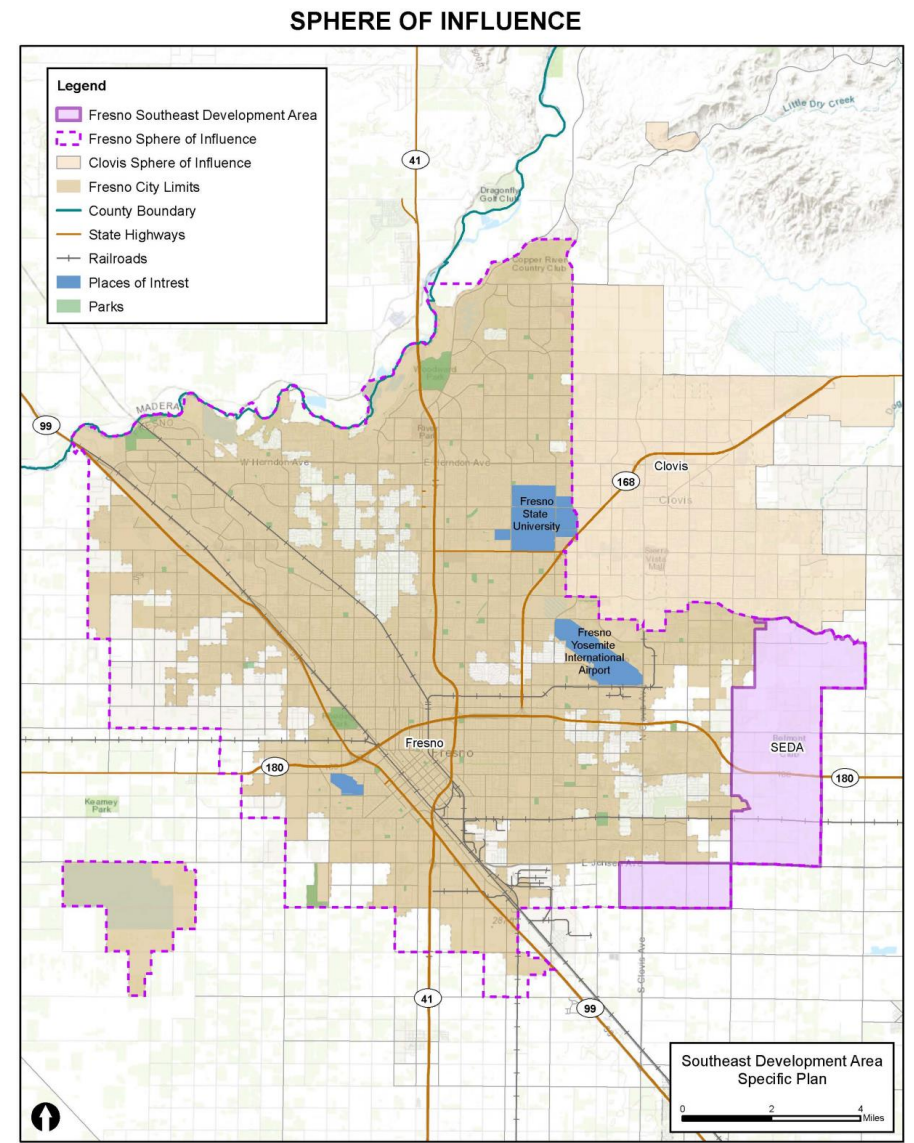 SPHERE OF INFLUENCE
Legend
Fresno Southeast Development Area
Fresno Sphere of Influence
Clovis Sphere of Influence
Fresno City Limits
County Boundary
State Highways
Railroads
Places of Intrest
Parks
Little Dry Creek
41
Dragonfly
Golf Club
Copper River
Country Club
MADERA
99
W Herndon Ave
E Herndon Ave
Clovis
168
Clovis
Fresno
State
University
Sierra
Vista
Mall
Fresno
Yosemite
International
Airport
Fresno
Fresno
Belmont
SEDA
180
180
Kearney
Park
E Jensen Ave
S Clovis Ave
41
99
Southeast Development Area
Specific Plan
0 2 4
Miles